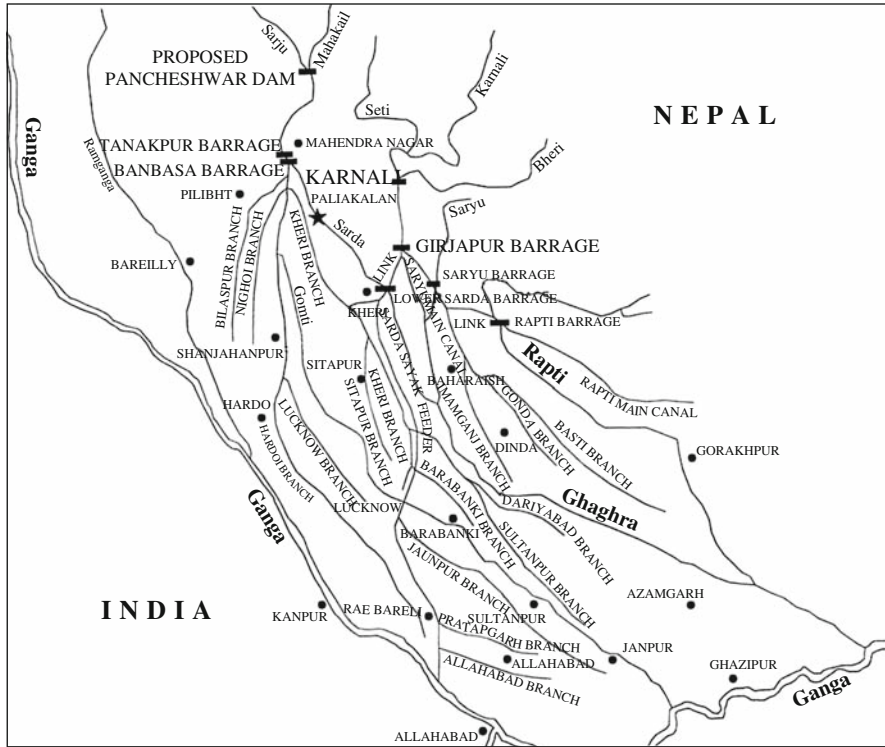 Sarju
Mahakail
PROPOSED
PANCHESHWAR DAM
Karnali
Seti
NEPAL
Ganga
Ramganga
TANAKPUR BARRAGE
MAHENDRA NAGAR
BANBASA BARRAGE
Bheri
KARNALI
PILIBHT
PALIAKALAN
Saryu
Sarda
GIRJAPUR BARRAGE
BAREILLY
BILASPUR BRANCH
NIGHOI BRANCH
KHERI BRANCH
LINK
SARYU BARRAGE
Gomti
KHERI
LOWER SARDA BARRAGE
SARYU MAIN CANAL
LINK
RAPTI BARRAGE
SHANJAHANPUR
SARDA SAYAK FEEDER
Rapti
SITAPUR
BAHARAISH
RAPTI MAIN CANAL
SITAPUR BRANCH
KHERI BRANCH
IMAMGANJ BRANCH
GONDA BRANCH
BASTI BRANCH
HARDO
LUCKNOW BRANCH
DINDA
GORAKHPUR
HARDOI BRANCH
Ganga
LUCKNOW
BARABANKI BRANCH
Ghaghra
DARIYABAD BRANCH
BARABANKI
SULTANPUR BRANCH
JAUNPUR BRANCH
INDIA
KANPUR
RAE BARELI
SULTANPUR
AZAMGARH
PRATAPGARH BRANCH
ALLAHABAD
JANPUR
ALLAHABAD BRANCH
GHAZIPUR
Ganga
ALLAHABAD